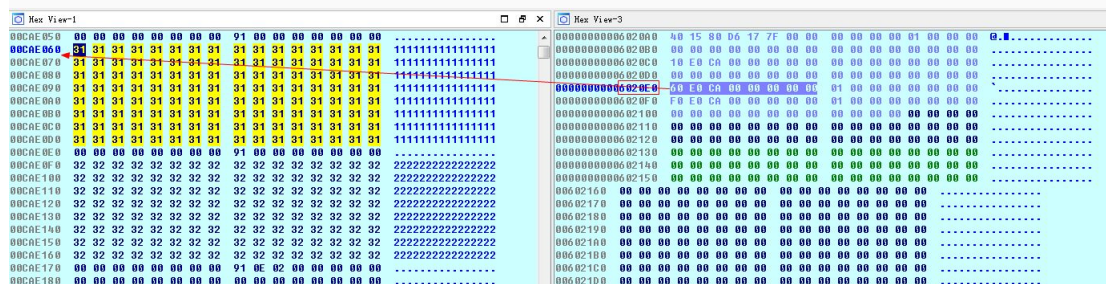 Hex View-1
00CAE050 00 00 00 00 00 00 00 00 91 00 00 00 00 00 00 00 ................
00CAE060 31 31 31 31 31 31 31 31 31 31 31 31 31 31 31 31 1111111111111111
00CAE070 31 31 31 31 31 31 31 31 31 31 31 31 31 31 31 31 1111111111111111
00CAE080 31 31 31 31 31 31 31 31 31 31 31 31 31 31 31 31 1111111111111111
00CAE090 31 31 31 31 31 31 31 31 31 31 31 31 31 31 31 31 1111111111111111
00CAE0A0 31 31 31 31 31 31 31 31 31 31 31 31 31 31 31 31 1111111111111111
00CAE0B0 31 31 31 31 31 31 31 31 31 31 31 31 31 31 31 31 1111111111111111
00CAE0C0 31 31 31 31 31 31 31 31 31 31 31 31 31 31 31 31 1111111111111111
00CAE0D0 31 31 31 31 31 31 31 31 31 31 31 31 31 31 31 31 1111111111111111
00CAE0E0 00 00 00 00 00 00 00 00 91 00 00 00 00 00 00 00 ................
00CAE0F0 32 32 32 32 32 32 32 32 32 32 32 32 32 32 32 32 2222222222222222
00CAE100 32 32 32 32 32 32 32 32 32 32 32 32 32 32 32 32 2222222222222222
00CAE110 32 32 32 32 32 32 32 32 32 32 32 32 32 32 32 32 2222222222222222
00CAE120 32 32 32 32 32 32 32 32 32 32 32 32 32 32 32 32 2222222222222222
00CAE130 32 32 32 32 32 32 32 32 32 32 32 32 32 32 32 32 2222222222222222
00CAE140 32 32 32 32 32 32 32 32 32 32 32 32 32 32 32 32 2222222222222222
00CAE150 32 32 32 32 32 32 32 32 32 32 32 32 32 32 32 32 2222222222222222
00CAE160 32 32 32 32 32 32 32 32 32 32 32 32 32 32 32 32 2222222222222222
00CAE170 00 00 00 00 00 00 00 00 91 0E 02 00 00 00 00 00 ................
00CAE180 00 00 00 00 00 00 00 00 00 00 00 00 00 00 00 00 ................
Hex View-3
00000000006020A0 40 15 80 D6 17 7F 00 00 00 00 00 00 01 00 00 00 @.■.............
00000000006020B0 00 00 00 00 00 00 00 00 00 00 00 00 00 00 00 00 ................
00000000006020C0 10 E0 CA 00 00 00 00 00 01 00 00 00 00 00 00 00 ................
00000000006020D0 00 00 00 00 00 00 00 00 00 00 00 00 00 00 00 00 ................
00000000006020E0 60 E0 CA 00 00 00 00 00 01 00 00 00 00 00 00 00 `...............
00000000006020F0 F0 E0 CA 00 00 00 00 00 01 00 00 00 00 00 00 00 ................
0000000000602100 00 00 00 00 00 00 00 00 00 00 00 00 00 00 00 00 ................
0000000000602110 00 00 00 00 00 00 00 00 00 00 00 00 00 00 00 00 ................
0000000000602120 00 00 00 00 00 00 00 00 00 00 00 00 00 00 00 00 ................
0000000000602130 00 00 00 00 00 00 00 00 00 00 00 00 00 00 00 00 ................
0000000000602140 00 00 00 00 00 00 00 00 00 00 00 00 00 00 00 00 ................
0000000000602150 00 00 00 00 00 00 00 00 00 00 00 00 00 00 00 00 ................
00602160 00 00 00 00 00 00 00 00 00 00 00 00 00 00 00 00 ................
00602170 00 00 00 00 00 00 00 00 00 00 00 00 00 00 00 00 ................
00602180 00 00 00 00 00 00 00 00 00 00 00 00 00 00 00 00 ................
00602190 00 00 00 00 00 00 00 00 00 00 00 00 00 00 00 00 ................
006021A0 00 00 00 00 00 00 00 00 00 00 00 00 00 00 00 00 ................
006021B0 00 00 00 00 00 00 00 00 00 00 00 00 00 00 00 00 ................
006021C0 00 00 00 00 00 00 00 00 00 00 00 00 00 00 00 00 ................
006021D0 00 00 00 00 00 00 00 00 00 00 00 00 00 00 00 00 ................